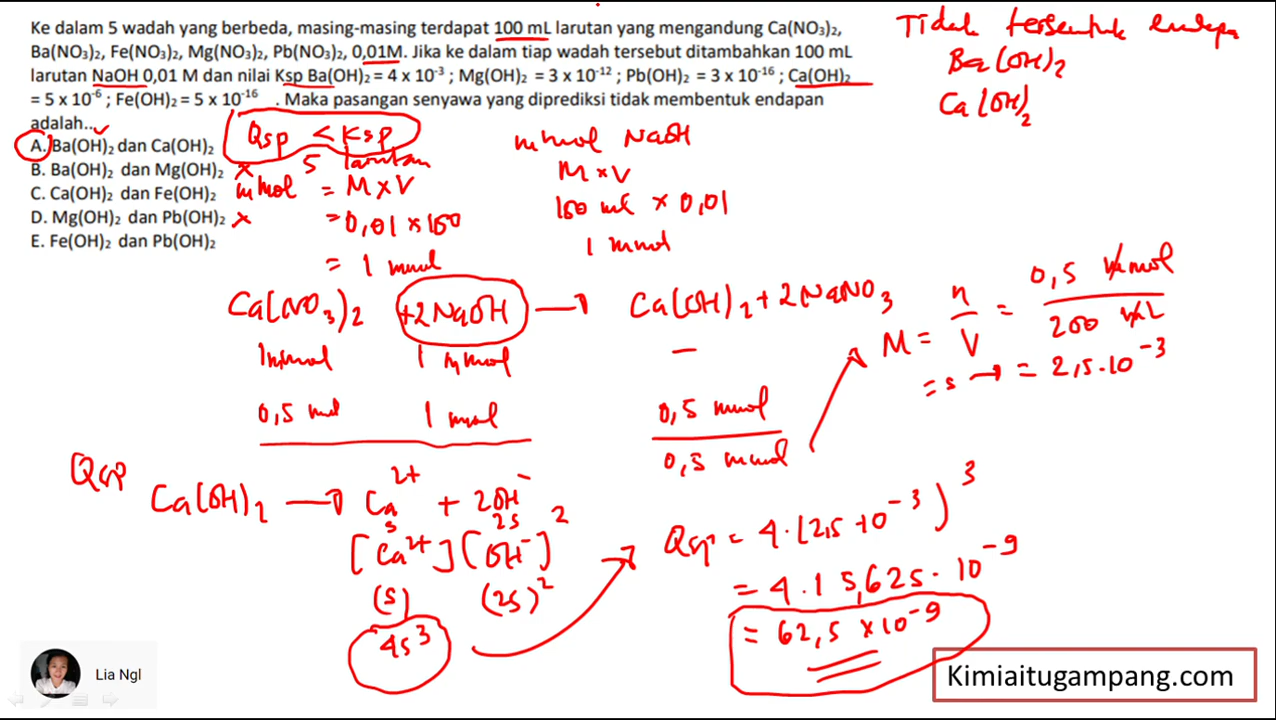 Ke dalam 5 wadah yang berbeda, masing-masing terdapat 100 mL larutan yang mengandung Ca(NO₃)₂,
Ba(NO₃)₂, Fe(NO₃)₂, Mg(NO₃)₂, Pb(NO₃)₂, 0,01M. Jika ke dalam tiap wadah tersebut ditambahkan 100 mL
larutan NaOH 0,01 M dan nilai Ksp Ba(OH)₂ = 4 x 10⁻³ ; Mg(OH)₂ = 3 x 10⁻¹² ; Pb(OH)₂ = 3 x 10⁻¹⁶ ; Ca(OH)₂
= 5 x 10⁻⁶ ; Fe(OH)₂ = 5 x 10⁻¹⁶ . Maka pasangan senyawa yang diprediksi tidak membentuk endapan
adalah...
A. Ba(OH)₂ dan Ca(OH)₂
B. Ba(OH)₂ dan Mg(OH)₂ x
C. Ca(OH)₂ dan Fe(OH)₂
D. Mg(OH)₂ dan Pb(OH)₂ x
E. Fe(OH)₂ dan Pb(OH)₂
Tidak
Ba(OH)₂
Ca(OH)₂
Qsp < Ksp
5 larutan
mmol = M x V
= 0,01 x 100
= 1 mmol
mmol NaOH
M x V
100 ml x 0,01
1 mmol
Ca(NO₃)₂ +2NaOH → Ca(OH)₂ + 2NaNO₃
1 mmol 1 mmol –
0,5 mmol 1 mmol 0,5 mmol
0,5 mmol
M = n/V = 0,5 mmol / 200 mL
= s → = 2,5 . 10⁻³
Qsp
Ca(OH)₂ → Ca²⁺ + 2OH⁻
s 2s
[Ca²⁺] [OH⁻]²
(s) (2s)²
4s³
Qsp = 4 . (2,5 . 10⁻³)³
= 4 . 15,625 . 10⁻⁹
= 62,5 x 10⁻⁹
Lia Ngl
Kimiaitugampang.com